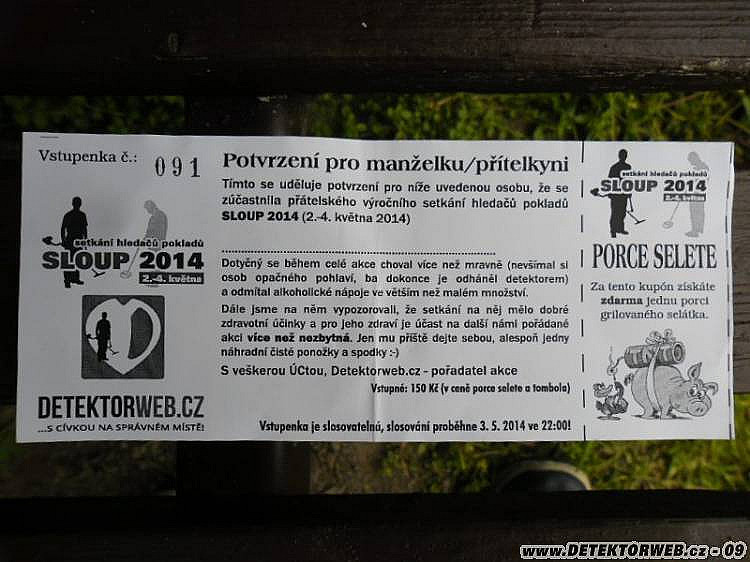 Vstupenka č.: 091
setkání hledačů pokladů
SLOUP 2014
2.-4. května
DETEKTORWEB.CZ
...S CÍVKOU NA SPRÁVNÉM MÍSTĚ!
Potvrzení pro manželku/přítelkyni
Tímto se uděluje potvrzení pro níže uvedenou osobu, že se
zúčastnila přátelského výročního setkání hledačů pokladů
SLOUP 2014 (2.-4. května 2014)
Dotyčný se během celé akce choval více než mravně (nevšímal si
osob opačného pohlaví, ba dokonce je odháněl detektorem)
a odmítal alkoholické nápoje ve větším než malém množství.
Dále jsme na něm vypozorovali, že setkání na něj mělo dobré
zdravotní účinky a pro jeho zdraví je účast na další námi pořádané
akci více než nezbytná. Jen mu příště dejte sebou, alespoň jedny
náhradní čisté ponožky a spodky :-)
S veškerou ÚCtou, Detektorweb.cz - pořadatel akce
Vstupné: 150 Kč (v ceně porca selete a tombola)
Vstupenka je slosovatelná, slosování proběhne 3. 5. 2014 ve 22:00!
setkání hledačů pokladů
SLOUP 2014
2.-4. května
PORCE SELETE
Za tento kupón získáte
zdarma jednu porci
grilovaného selátka.
www.DETEKTORWEB.cz - 09